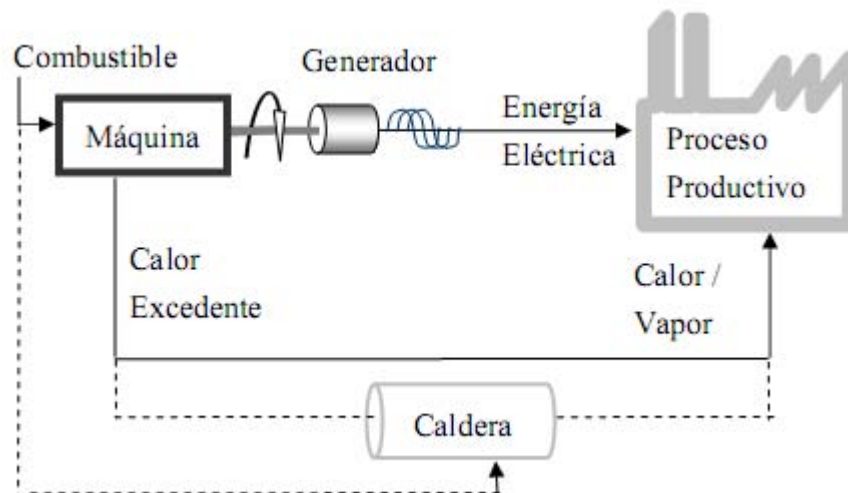 Combustible
Generador
Máquina
Energía
Eléctrica
Proceso
Productivo
Calor
Excedente
Calor /
Vapor
Caldera